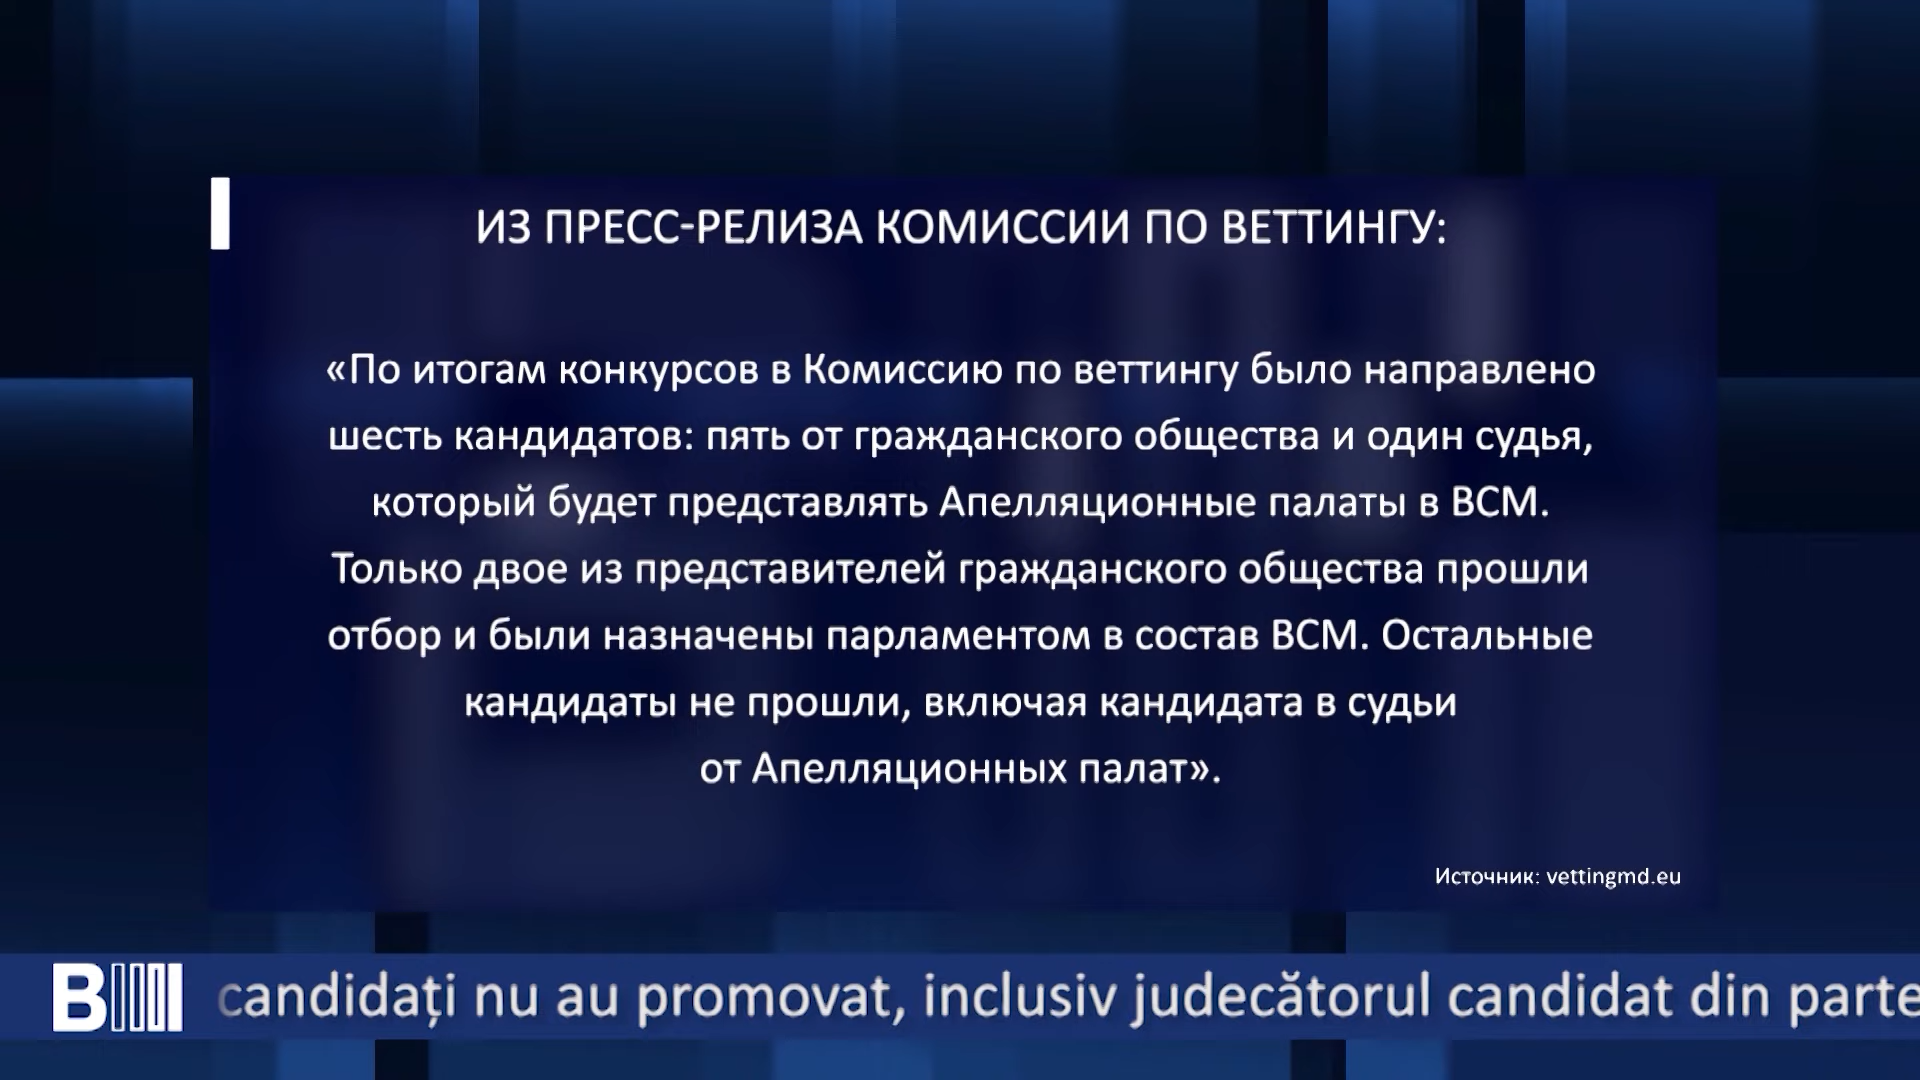 ИЗ ПРЕСС-РЕЛИЗА КОМИССИИ ПО ВЕТТИНГУ:
«По итогам конкурсов в Комиссию по веттингу было направлено
шесть кандидатов: пять от гражданского общества и один судья,
который будет представлять Апелляционные палаты в ВСМ.
Только двое из представителей гражданского общества прошли
отбор и были назначены парламентом в состав ВСМ. Остальные
кандидаты не прошли, включая кандидата в судьи
от Апелляционных палат».
Источник: vettingmd.eu
B candidați nu au promovat, inclusiv judecătorul candidat din parte